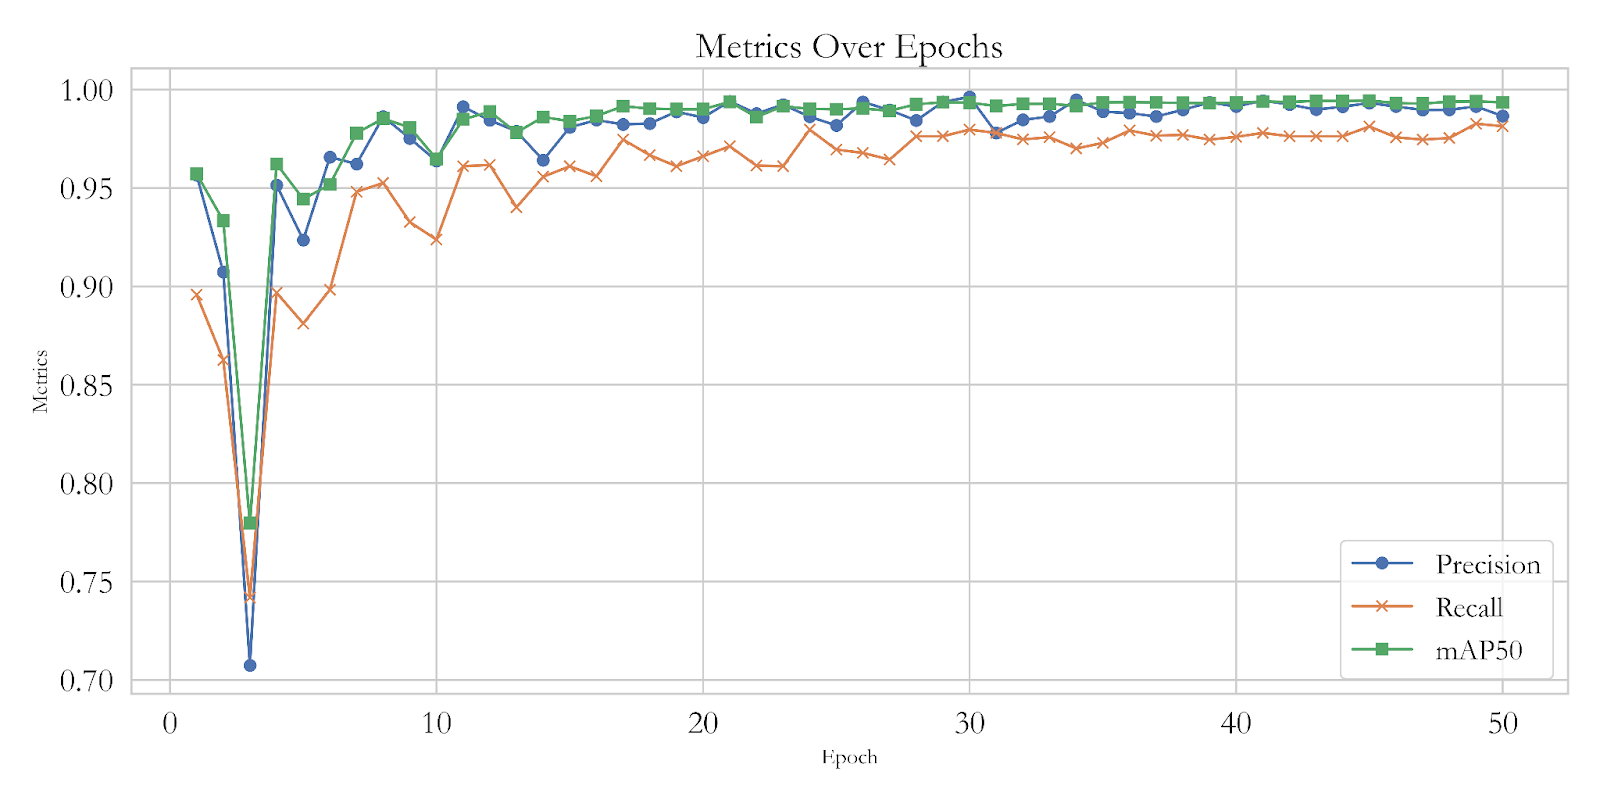 Metrics Over Epochs
1.00
0.95
0.90
0.85
0.80
0.75
0.70
Metrics
0 10 20 30 40 50
Epoch
Precision
Recall
mAP50